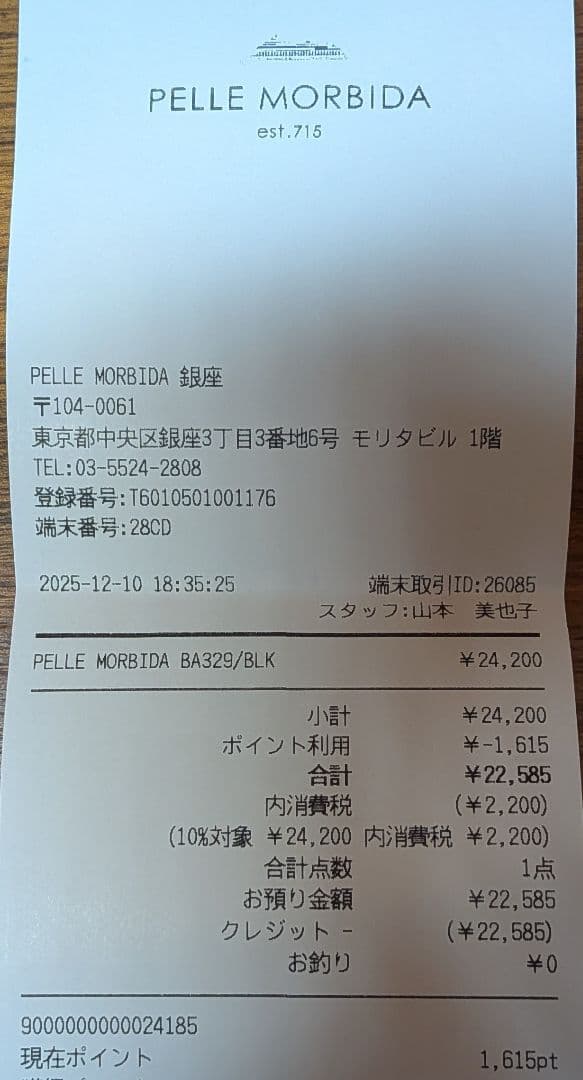 PELLE MORBIDA
est.715
PELLE MORBIDA 銀座
〒104-0061
東京都中央区銀座3丁目3番地6号 モリタビル 1階
TEL:03-5524-2808
登録番号:T6010501001176
端末番号:28CD
2025-12-10 18:35:25 端末取引ID:26085
スタッフ:山本 美也子
PELLE MORBIDA BA329/BLK ¥24,200
小計 ¥24,200
ポイント利用 ¥-1,615
合計 ¥22,585
内消費税 (¥2,200)
(10%対象 ¥24,200 内消費税 ¥2,200)
合計点数 1点
お預り金額 ¥22,585
クレジット - (¥22,585)
お釣り ¥0
9000000000024185
現在ポイント 1,615pt